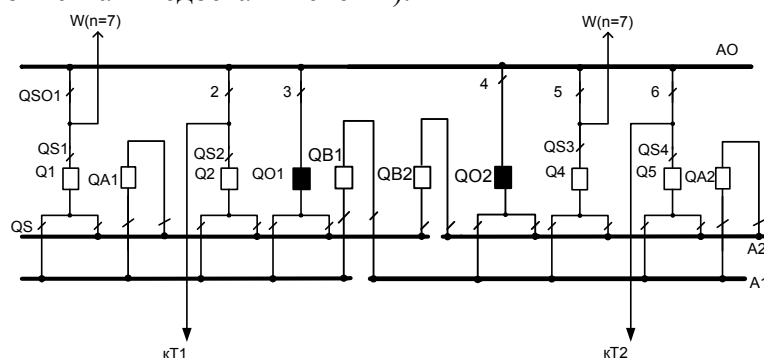 W(n=7)
W(n=7)
AO
QSO1
2
3
4
5
6
QS1
QS2
QS3
QS4
Q1
QA1
Q2
QO1
QB1
QB2
QO2
Q4
Q5
QA2
QS
A2
A1
кТ1
кТ2